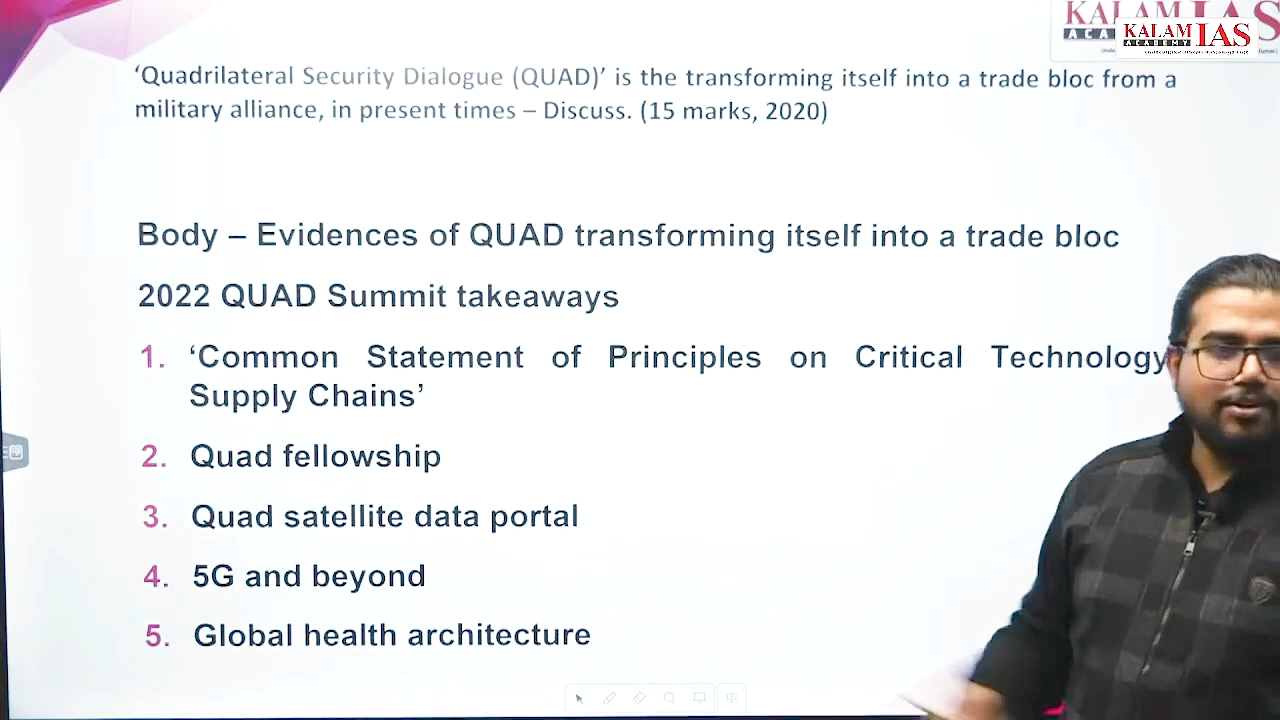 KALAM IAS
KALAM IAS
ACADEMY
‘Quadrilateral Security Dialogue (QUAD)’ is the transforming itself into a trade bloc from a
military alliance, in present times – Discuss. (15 marks, 2020)
Body – Evidences of QUAD transforming itself into a trade bloc
2022 QUAD Summit takeaways
1. ‘Common Statement of Principles on Critical Technology
Supply Chains’
2. Quad fellowship
3. Quad satellite data portal
4. 5G and beyond
5. Global health architecture